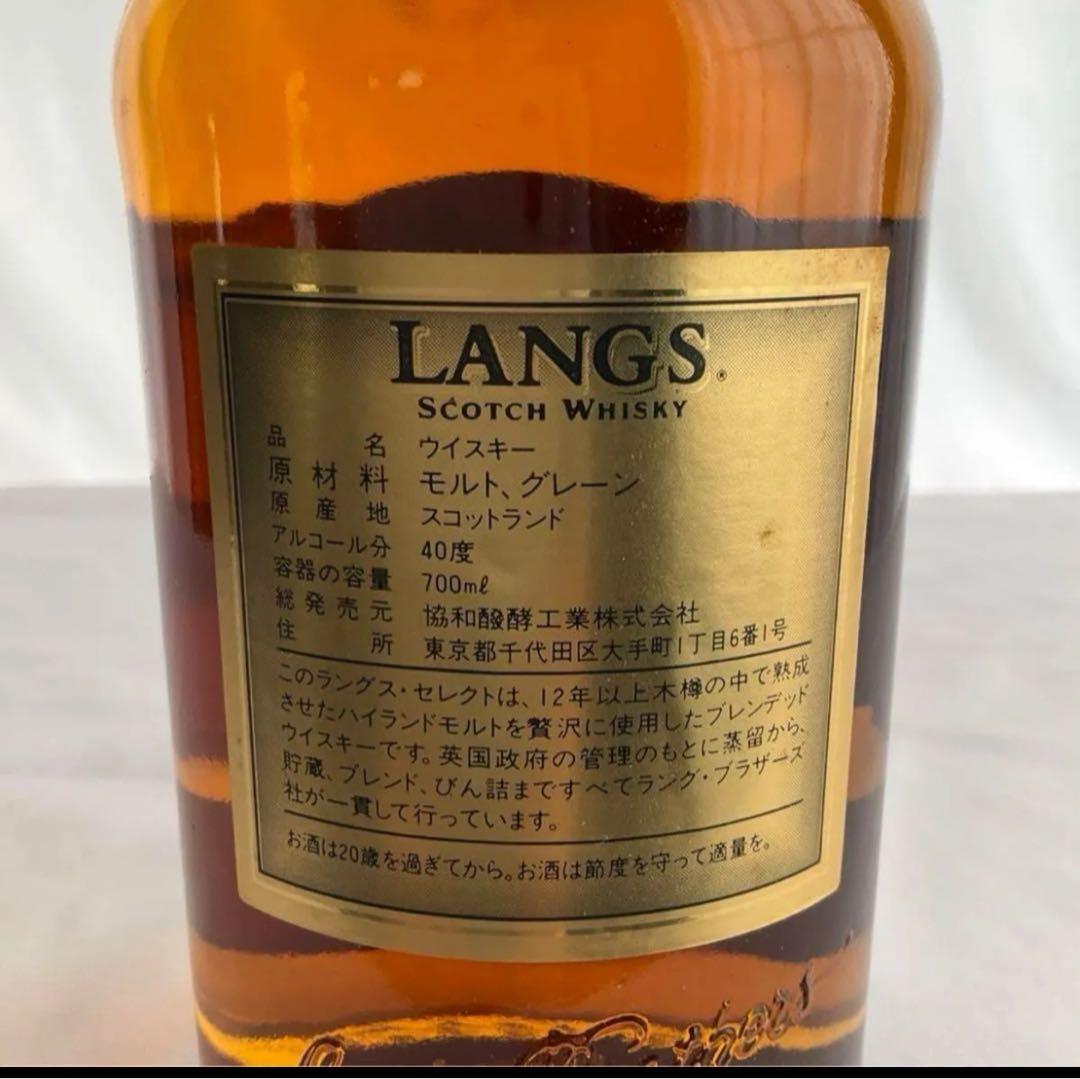 LANGS®
SCOTCH WHISKY
品名 ウイスキー
原材料 モルト、グレーン
原産地 スコットランド
アルコール分 40度
容器の容量 700mℓ
総発売元 協和醗酵工業株式会社
住所 東京都千代田区大手町1丁目6番1号
このラングス・セレクトは、12年以上木樽の中で熟成
させたハイランドモルトを贅沢に使用したブレンデッド
ウイスキーです。英国政府の管理のもとに蒸留から、
貯蔵、ブレンド、びん詰まですべてラング・ブラザーズ
社が一貫して行っています。
お酒は20歳を過ぎてから。お酒は節度を守って適量を。